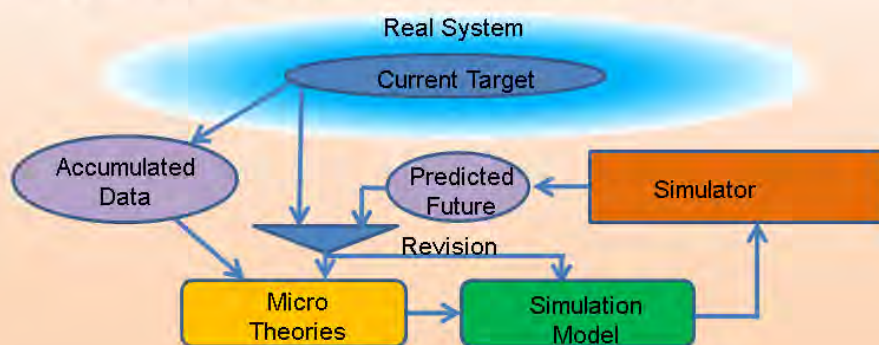 Real System
Current Target
Accumulated
Data
Predicted
Future
Simulator
Revision
Micro
Theories
Simulation
Model